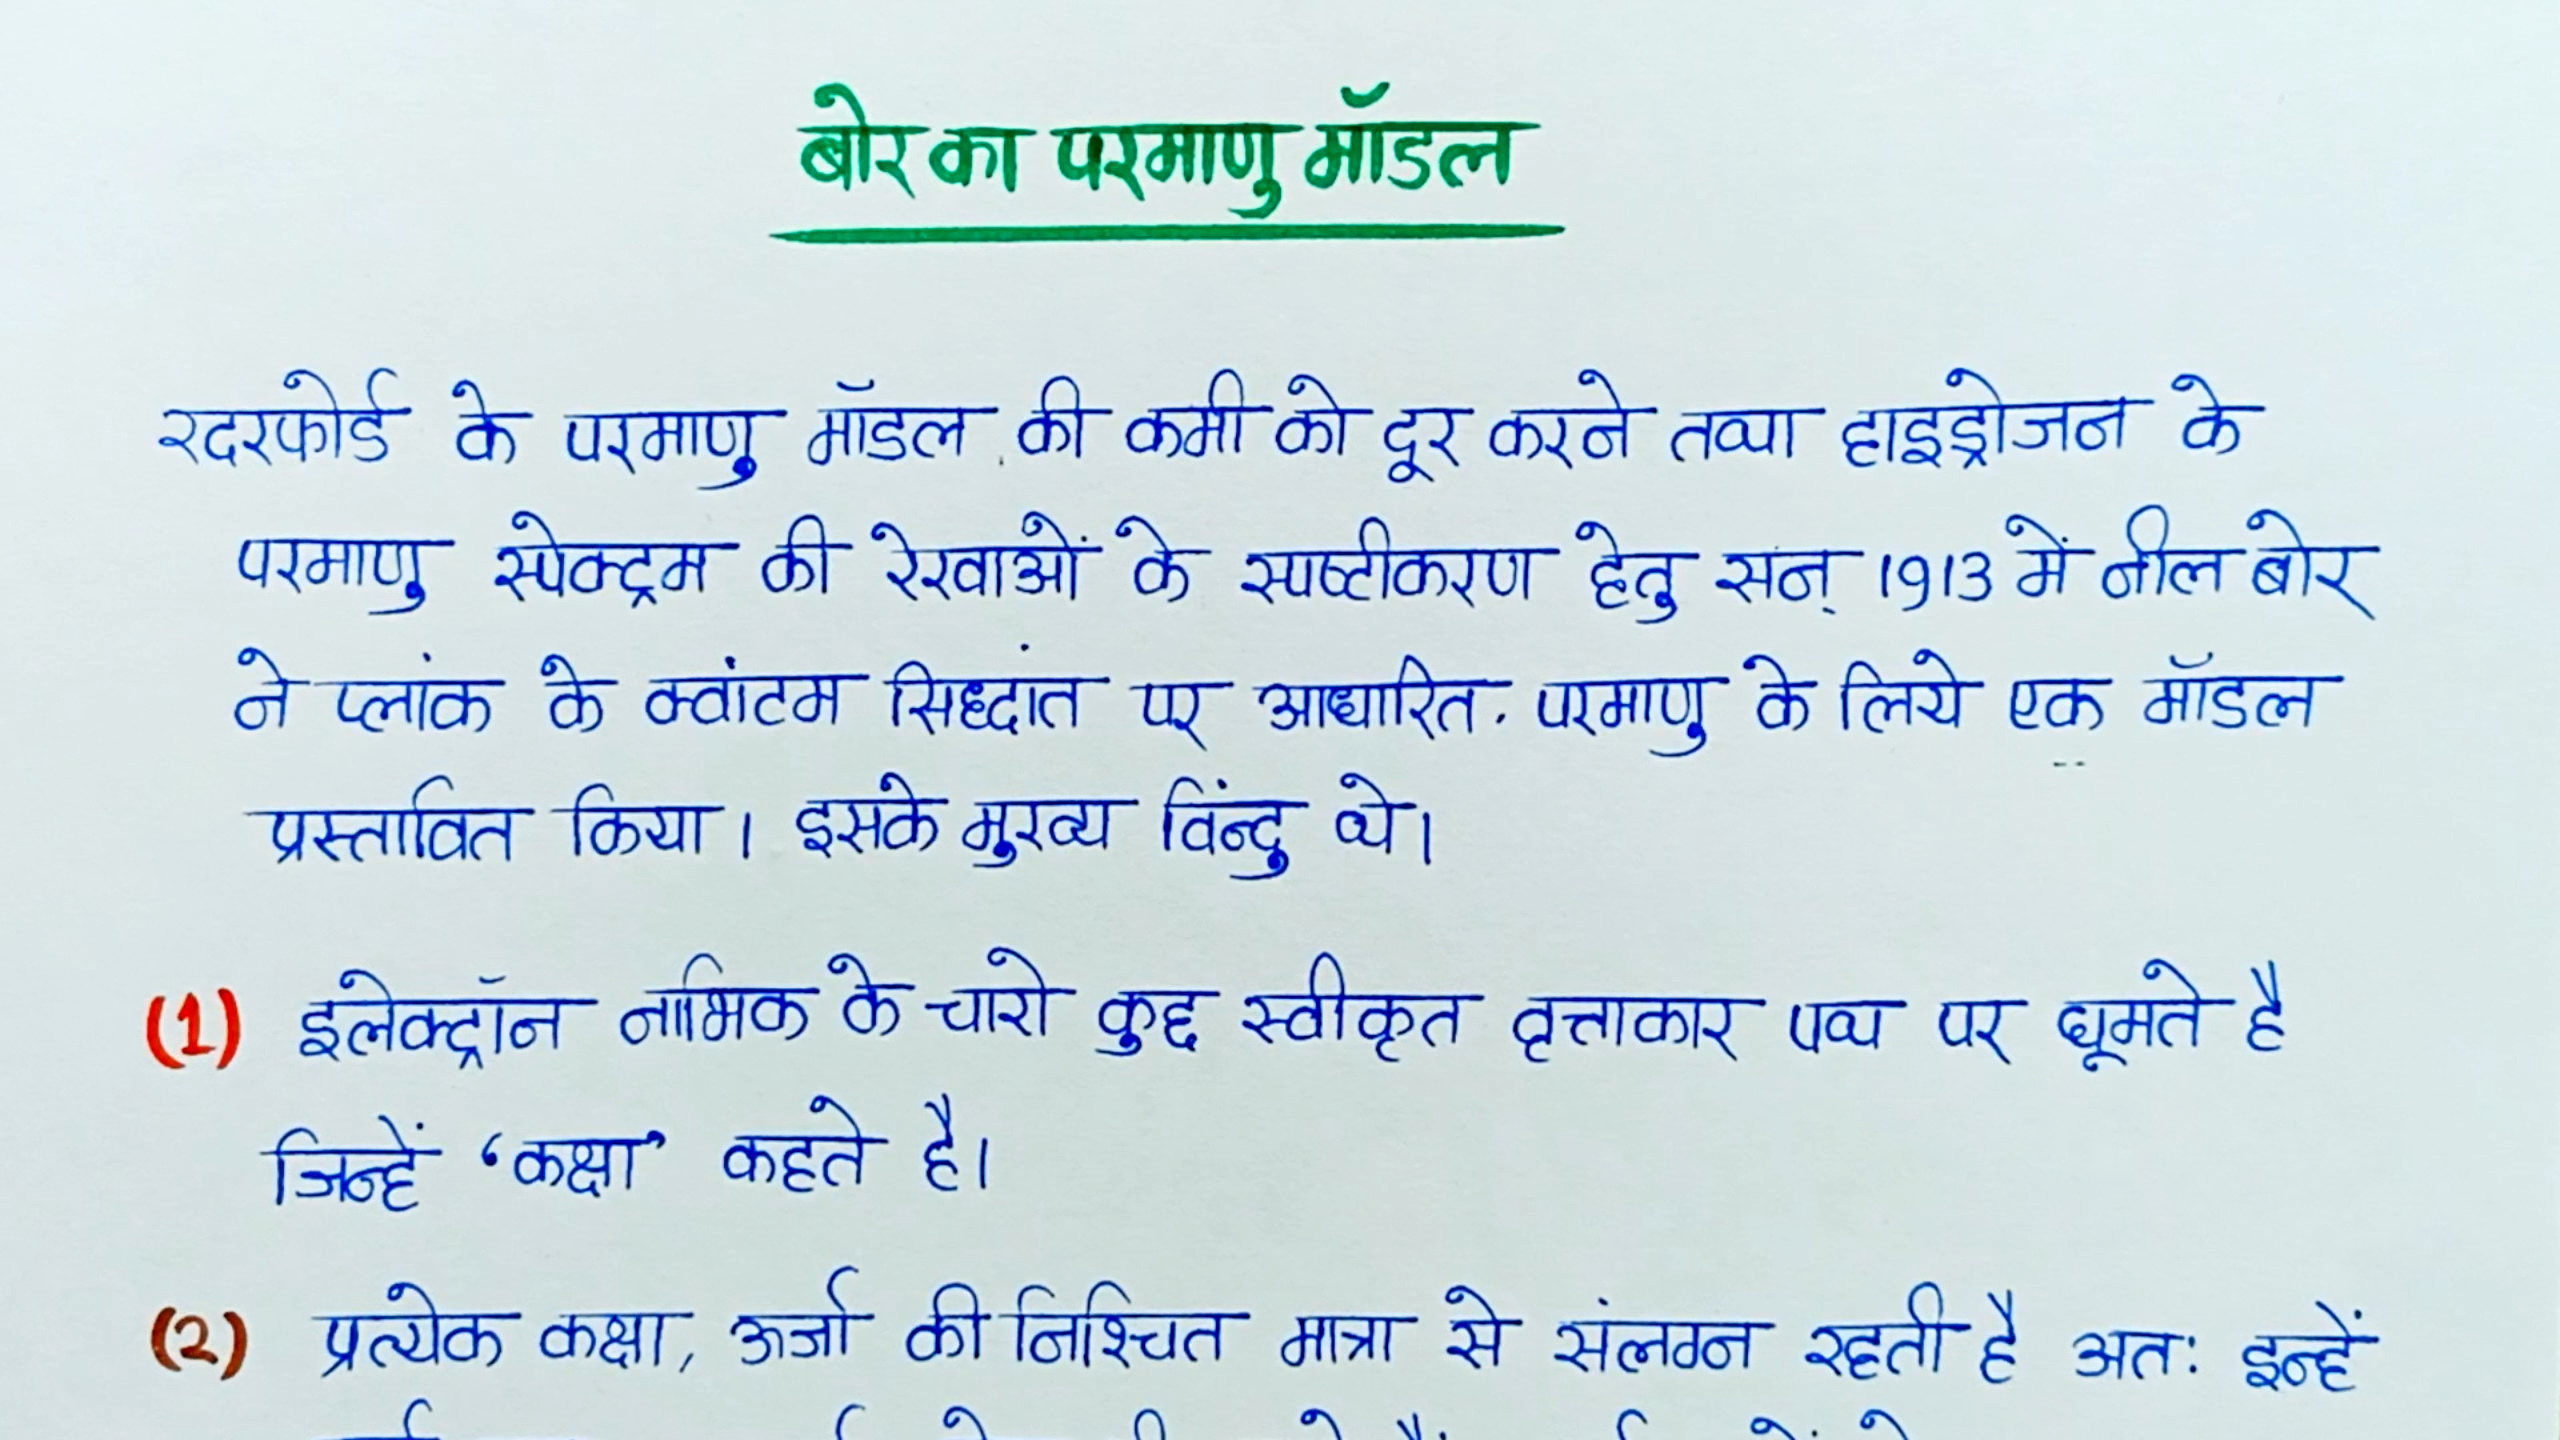 बोर का परमाणु मॉडल
रदरफोर्ड के परमाणु मॉडल की कमी को दूर करने तथा हाइड्रोजन के
परमाणु स्पेक्ट्रम की रेखाओं के स्पष्टीकरण हेतु सन् 1913 में नील बोर
ने प्लांक के क्वांटम सिध्दांत पर आधारित. परमाणु के लिये एक मॉडल
प्रस्तावित किया। इसके मुख्य विंन्दु थे।
(1) इलेक्ट्रॉन नाभिक के चारो कुछ स्वीकृत वृत्ताकार पथ पर घूमते है
जिन्हें ‘कक्षा’ कहते है।
(2) प्रत्येक कक्षा, ऊर्जा की निश्चित मात्रा से संलग्न रहती है अत: इन्हें